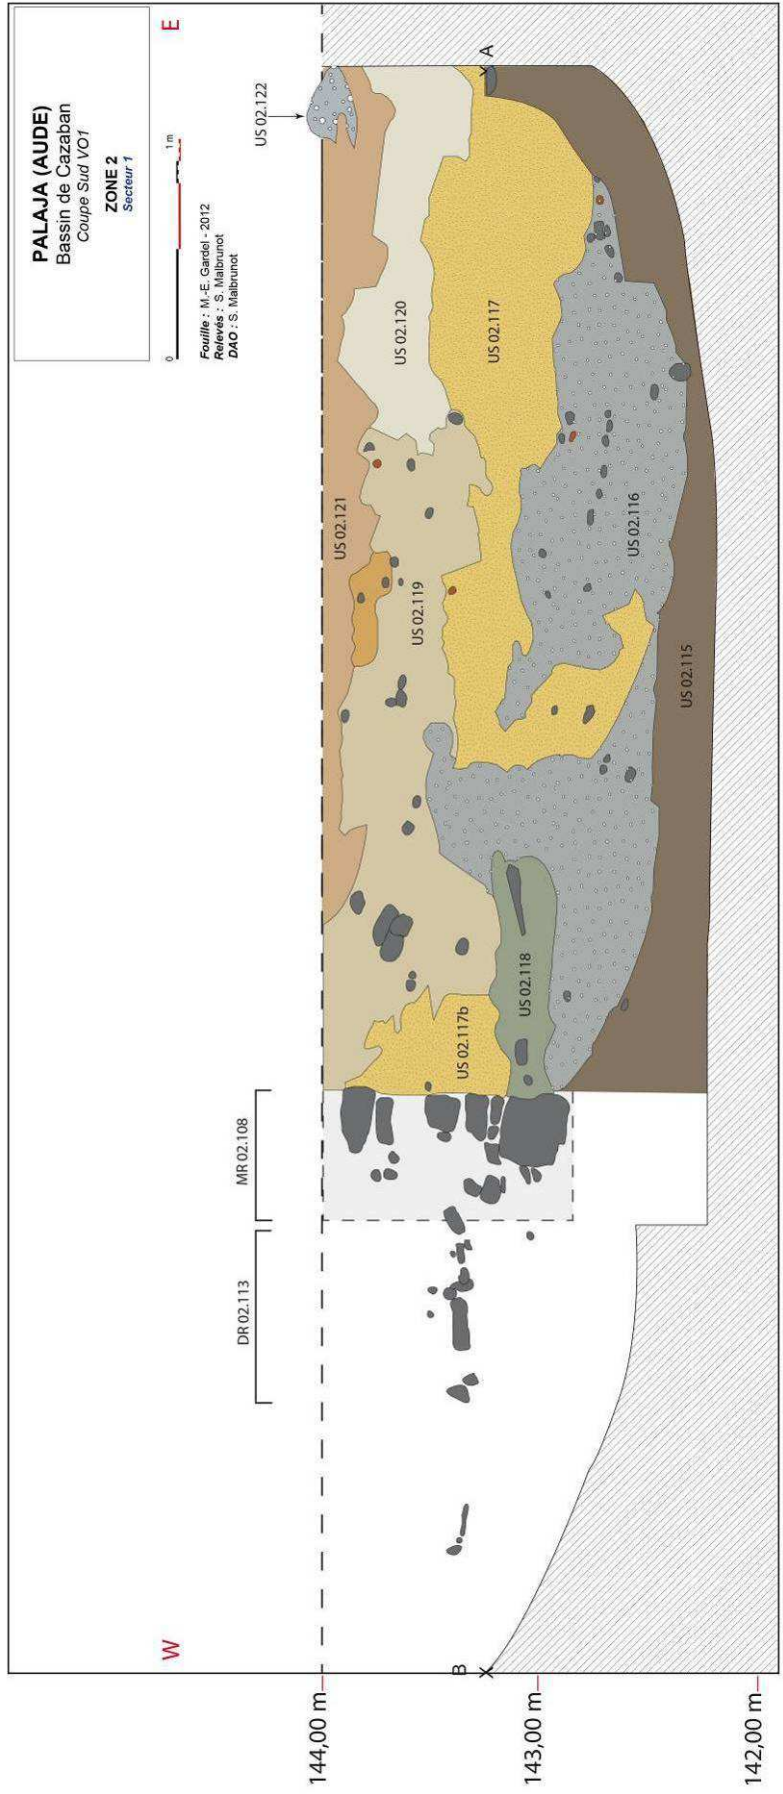 PALAJA (AUDE)
Bassin de Cazaban
Coupe Sud VO1
ZONE 2
Secteur 1
0
1 m
Fouille : M.-E. Gardel - 2012
Relevés : S. Malbrunot
DAO : S. Malbrunot
W
E
US 02.122
MR 02.108
DR 02.113
144,00 m
143,00 m
142,00 m
B
A
US 02.121
US 02.120
US 02.119
US 02.117
US 02.117b
US 02.118
US 02.116
US 02.115